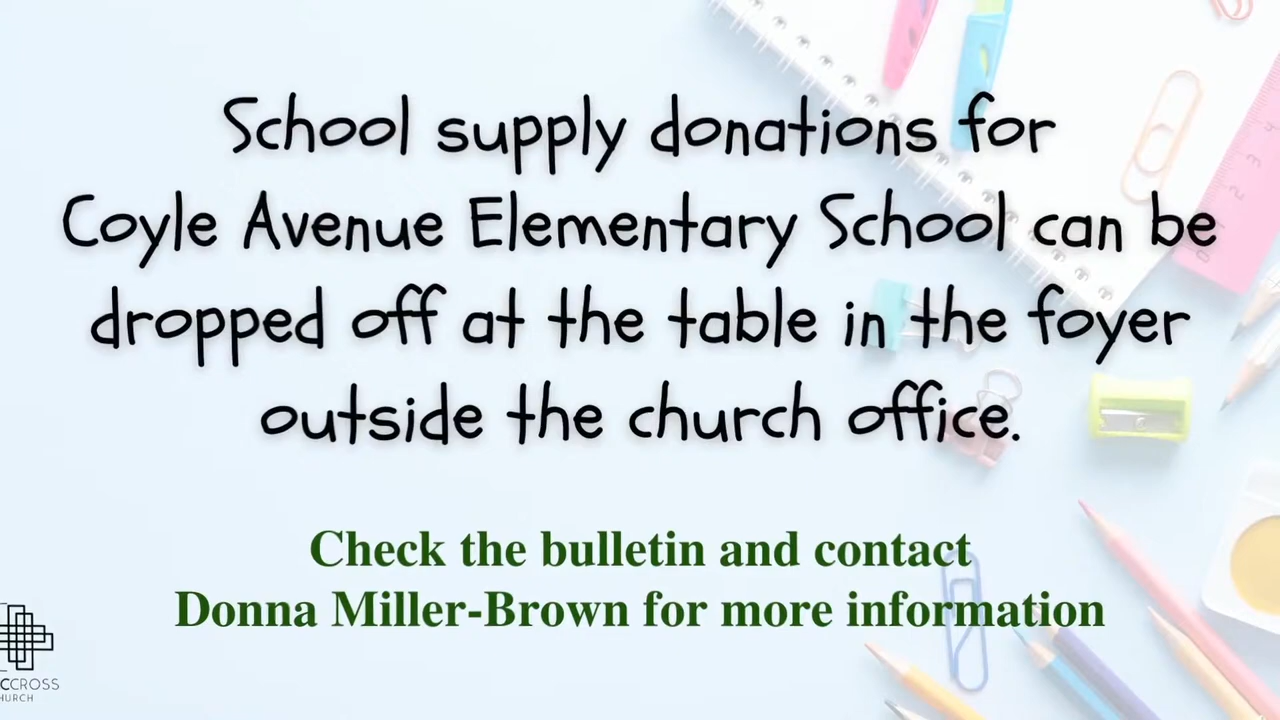 School supply donations for
Coyle Avenue Elementary School can be
dropped off at the table in the foyer
outside the church office.
Check the bulletin and contact
Donna Miller-Brown for more information